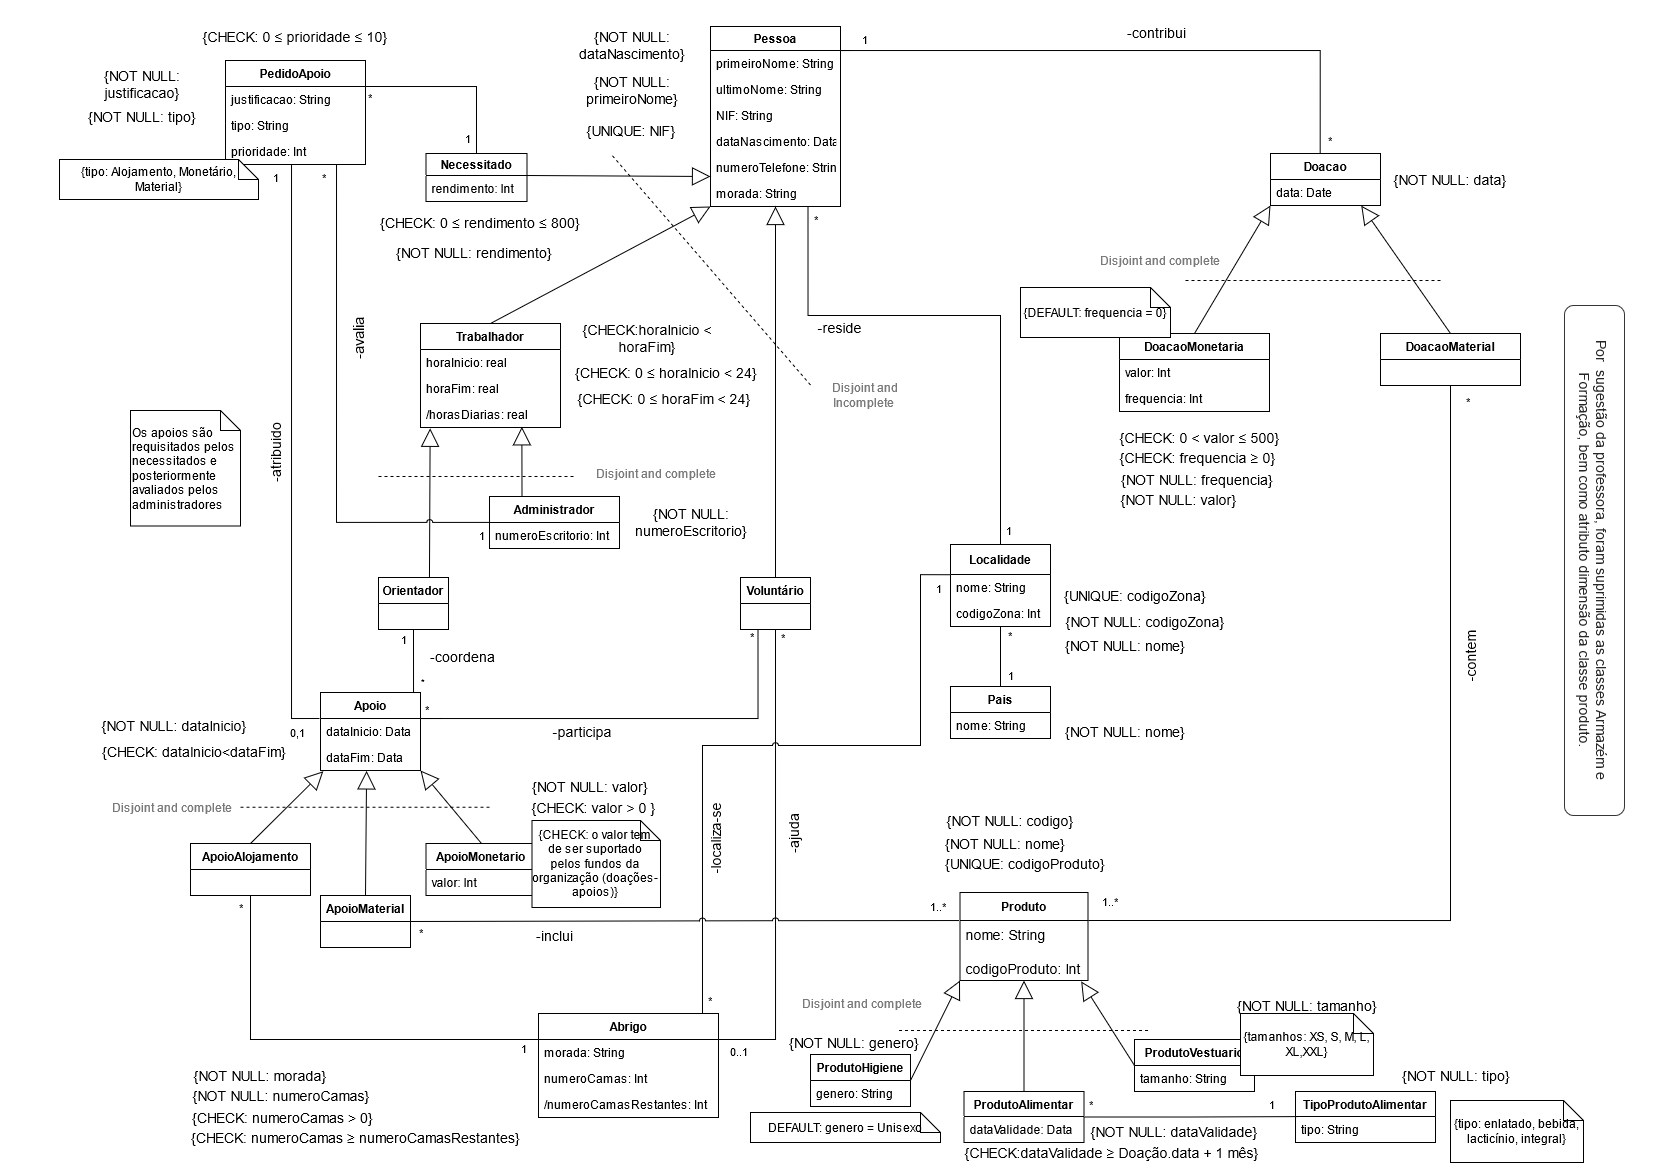 {CHECK: 0 ≤ prioridade ≤ 10}
PedidoApoio
justificacao: String
tipo: String
prioridade: Int
{NOT NULL:
justificacao}
{NOT NULL: tipo}
{tipo: Alojamento, Monetário,
Material}
1
*
*
1
Necessitado
rendimento: Int
{CHECK: 0 ≤ rendimento ≤ 800}
{NOT NULL: rendimento}
{NOT NULL:
dataNascimento}
{NOT NULL:
primeiroNome}
{UNIQUE: NIF}
Pessoa
primeiroNome: String
ultimoNome: String
NIF: String
dataNascimento: Data
numeroTelefone: Strin
morada: String
1
-contribui
*
*
Doacao
data: Date
{NOT NULL: data}
Disjoint and complete
{DEFAULT: frequencia = 0}
DoacaoMonetaria
valor: Int
frequencia: Int
{CHECK: 0 < valor ≤ 500}
{CHECK: frequencia ≥ 0}
{NOT NULL: frequencia}
{NOT NULL: valor}
DoacaoMaterial
*
-contem
Por sugestão da professora, foram suprimidas as classes Armazém e
Formação, bem como atributo dimensão da classe produto.
-avalia
-atribuido
Os apoios são
requisitados pelos
necessitados e
posteriormente
avaliados pelos
administradores
Trabalhador
horaInicio: real
horaFim: real
/horasDiarias: real
{CHECK:horaInicio <
horaFim}
{CHECK: 0 ≤ horaInicio < 24}
{CHECK: 0 ≤ horaFim < 24}
Disjoint and
Incomplete
-reside
Disjoint and complete
Administrador
numeroEscritorio: Int
1
{NOT NULL:
numeroEscritorio}
Orientador
1
-coordena
*
Voluntário
*
*
1
Localidade
nome: String
codigoZona: Int
1
*
{UNIQUE: codigoZona}
{NOT NULL: codigoZona}
{NOT NULL: nome}
1
Pais
nome: String
{NOT NULL: nome}
{NOT NULL: dataInicio}
{CHECK: dataInicio<dataFim}
0,1
Apoio
dataInicio: Data
dataFim: Data
*
-participa
Disjoint and complete
{NOT NULL: valor}
{CHECK: valor > 0 }
{CHECK: o valor tem
de ser suportado
pelos fundos da
organização (doações-
apoios)}
ApoioAlojamento
*
ApoioMonetario
valor: Int
ApoioMaterial
*
-inclui
-localiza-se
-ajuda
{NOT NULL: codigo}
{NOT NULL: nome}
{UNIQUE: codigoProduto}
1..*
Produto
nome: String
codigoProduto: Int
1..*
Disjoint and complete
*
Abrigo
morada: String
numeroCamas: Int
/numeroCamasRestantes: Int
1
0..1
{NOT NULL: morada}
{NOT NULL: numeroCamas}
{CHECK: numeroCamas > 0}
{CHECK: numeroCamas ≥ numeroCamasRestantes}
{NOT NULL: genero}
ProdutoHigiene
genero: String
DEFAULT: genero = Unisexo
ProdutoAlimentar
dataValidade: Data
*
{NOT NULL: dataValidade}
{CHECK:dataValidade ≥ Doação.data + 1 mês}
{NOT NULL: tamanho}
{tamanhos: XS, S, M, L,
XL,XXL}
ProdutoVestuario
tamanho: String
1
TipoProdutoAlimentar
tipo: String
{NOT NULL: tipo}
{tipo: enlatado, bebida,
lacticínio, integral}